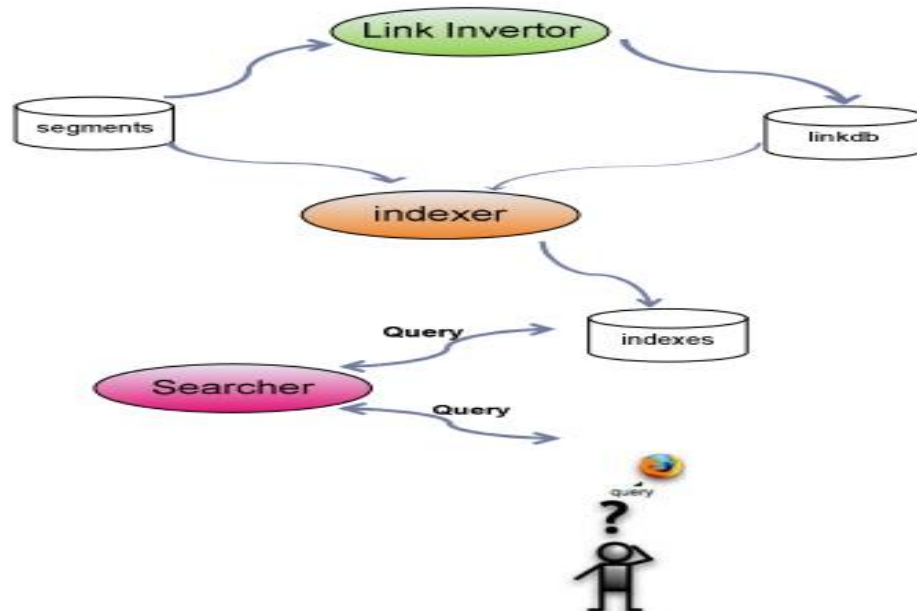 Link Invertor
segments
linkdb
indexer
Query
indexes
Searcher
Query
query
?